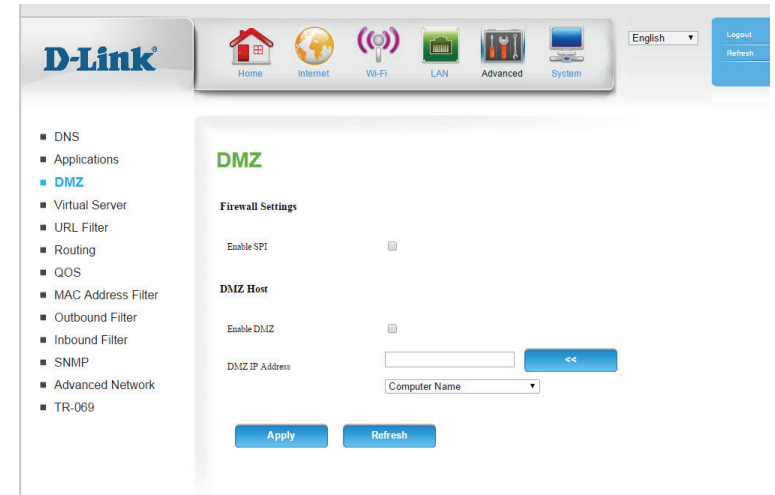 D-Link
Home
Internet
Wi-Fi
LAN
Advanced
System
English
Logout
Refresh
DNS
Applications
DMZ
Virtual Server
URL Filter
Routing
QOS
MAC Address Filter
Outbound Filter
Inbound Filter
SNMP
Advanced Network
TR-069
DMZ
Firewall Settings
Enable SPI
DMZ Host
Enable DMZ
DMZ IP Address
<<
Computer Name
Apply
Refresh